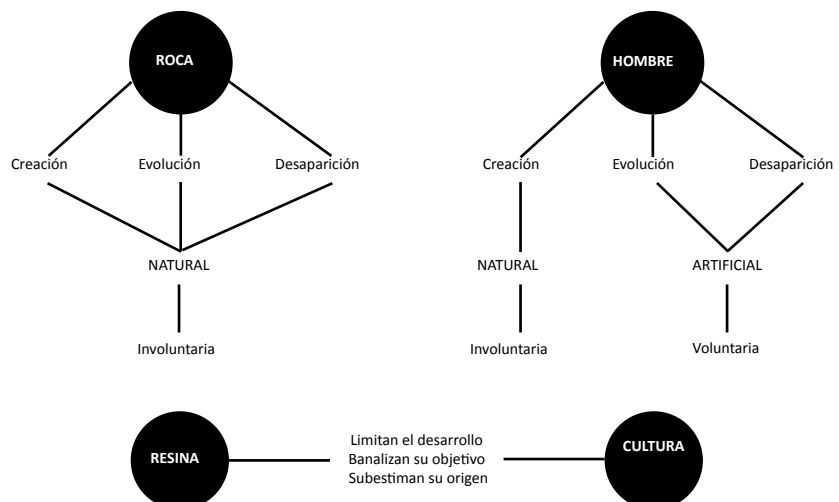 ROCA
HOMBRE
Creación
Evolución
Desaparición
Creación
Evolución
Desaparición
NATURAL
NATURAL
ARTIFICIAL
Involuntaria
Involuntaria
Voluntaria
RESINA
Limitan el desarrollo
Banalizan su objetivo
Subestiman su origen
CULTURA